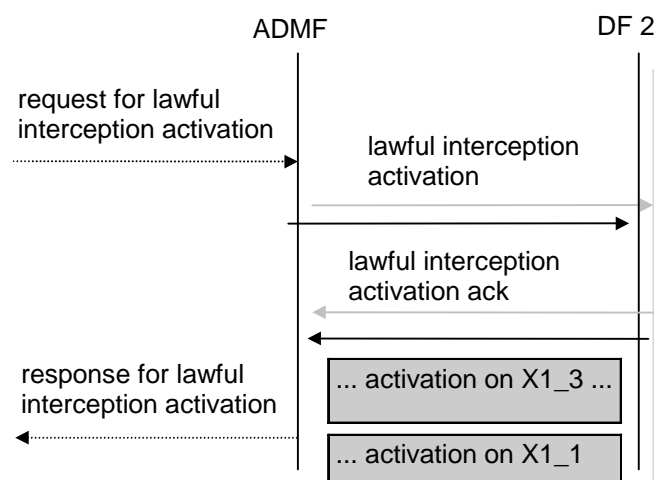 ADMF
DF 2
request for lawful
interception activation
lawful interception
activation
lawful interception
activation ack
response for lawful
interception activation
... activation on X1_3 ...
... activation on X1_1